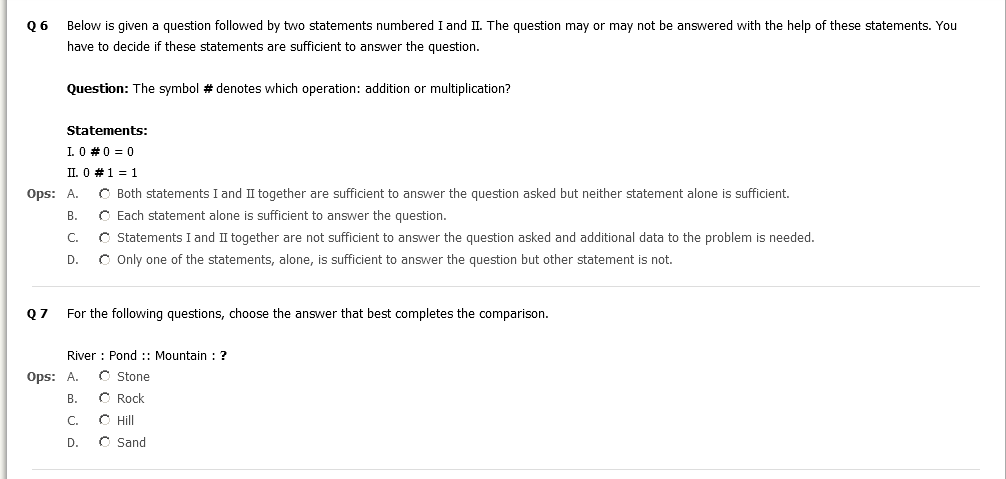 Q 6 Below is given a question followed by two statements numbered I and II. The question may or may not be answered with the help of these statements. You
have to decide if these statements are sufficient to answer the question.
Question: The symbol # denotes which operation: addition or multiplication?
Statements:
I. 0 # 0 = 0
II. 0 # 1 = 1
Ops: A. Both statements I and II together are sufficient to answer the question asked but neither statement alone is sufficient.
B. Each statement alone is sufficient to answer the question.
C. Statements I and II together are not sufficient to answer the question asked and additional data to the problem is needed.
D. Only one of the statements, alone, is sufficient to answer the question but other statement is not.
Q 7 For the following questions, choose the answer that best completes the comparison.
River : Pond :: Mountain : ?
Ops: A. Stone
B. Rock
C. Hill
D. Sand